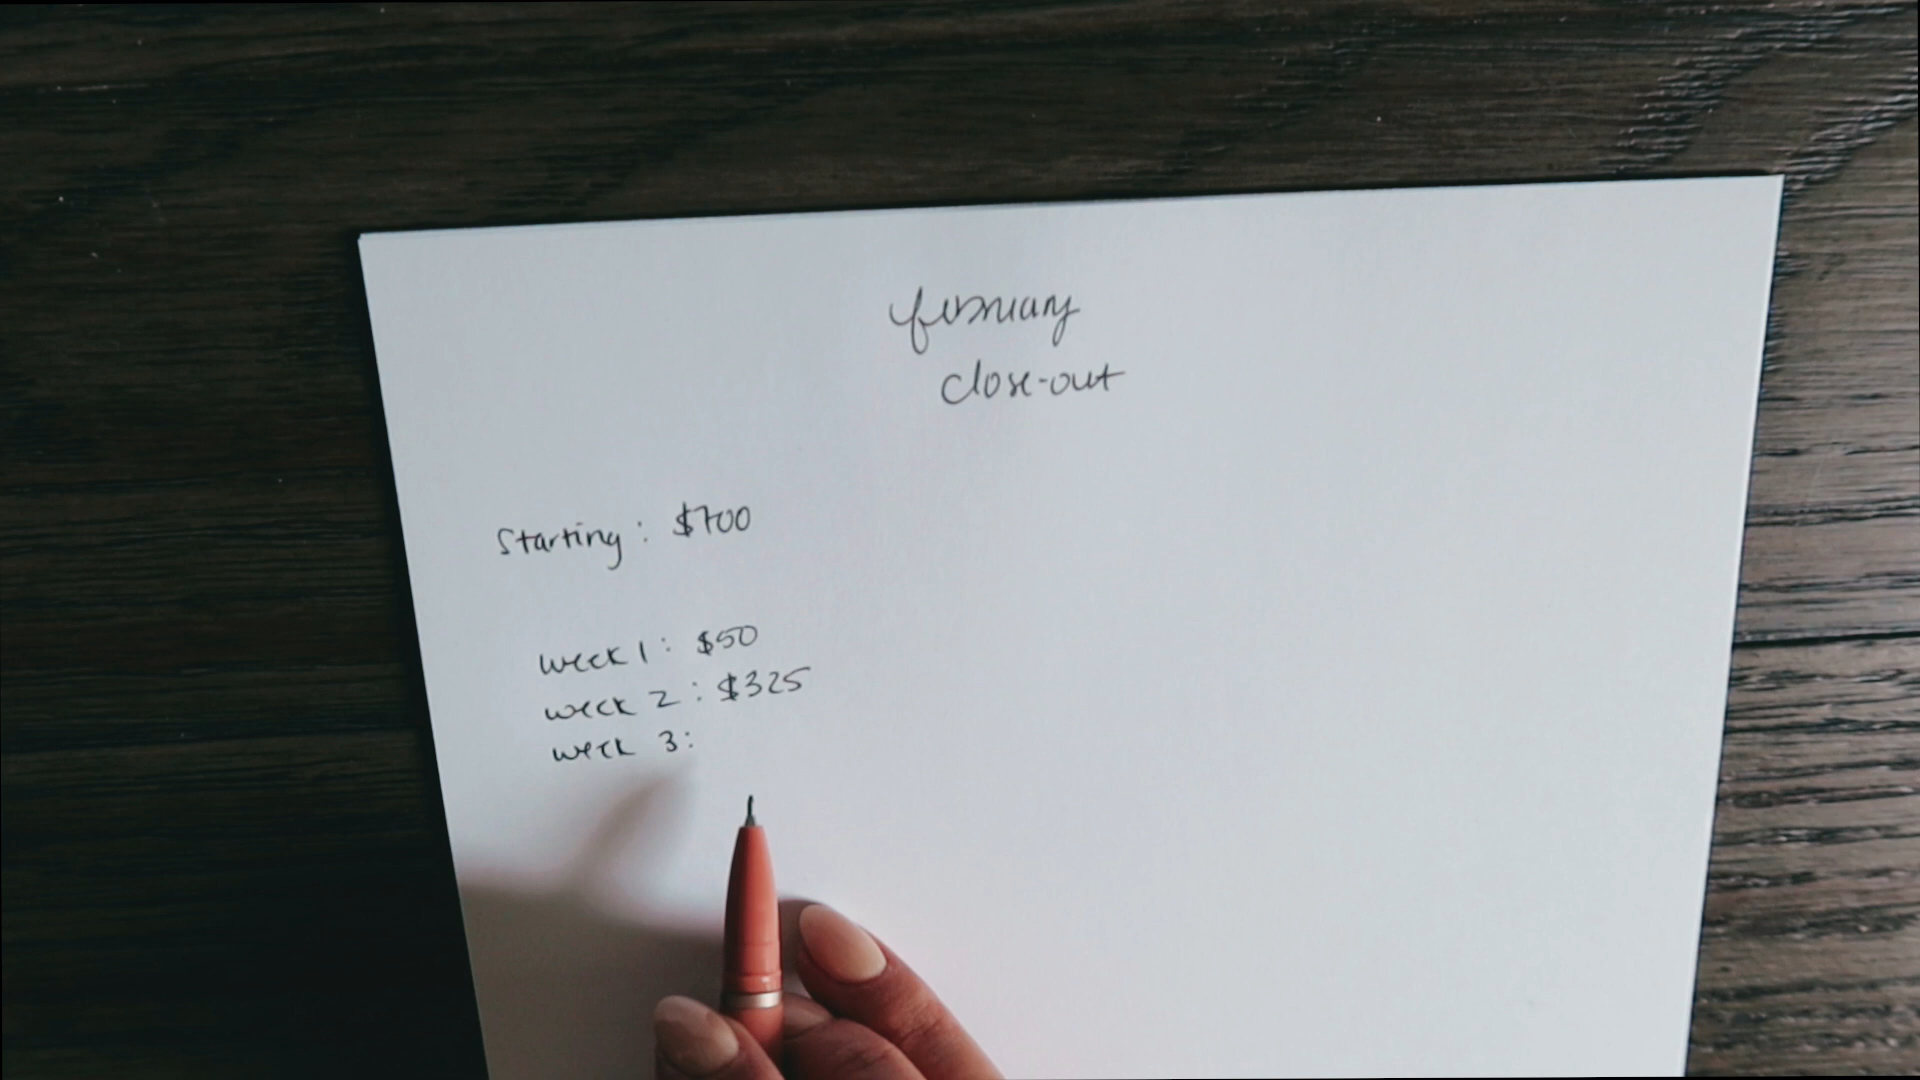 february
close-out
Starting: $700
week 1: $50
week 2: $325
week 3: